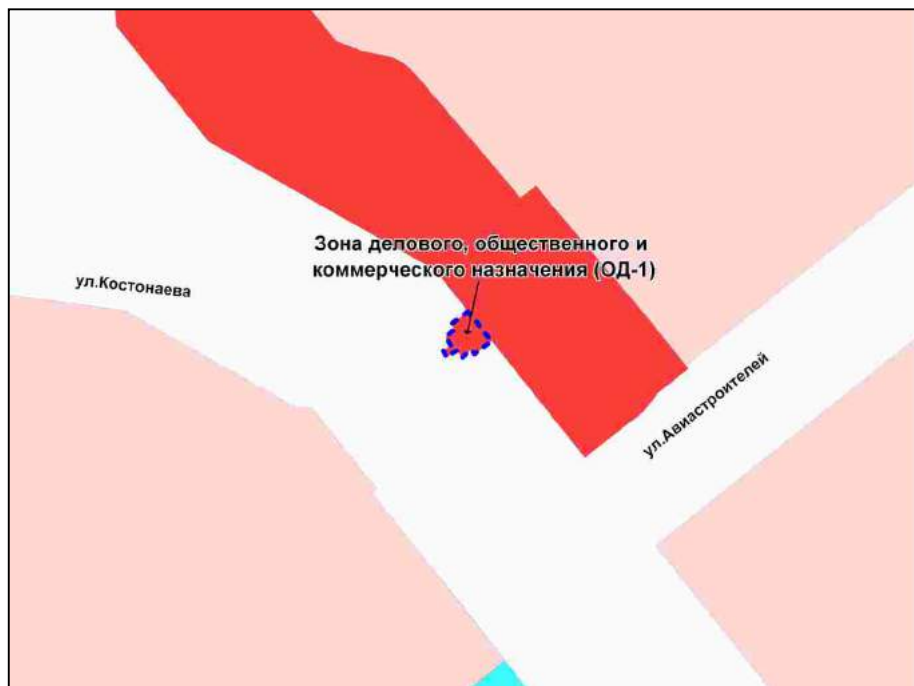 Зона делового, общественного и
коммерческого назначения (ОД-1)
ул.Костонаева
ул.Авиастроителей